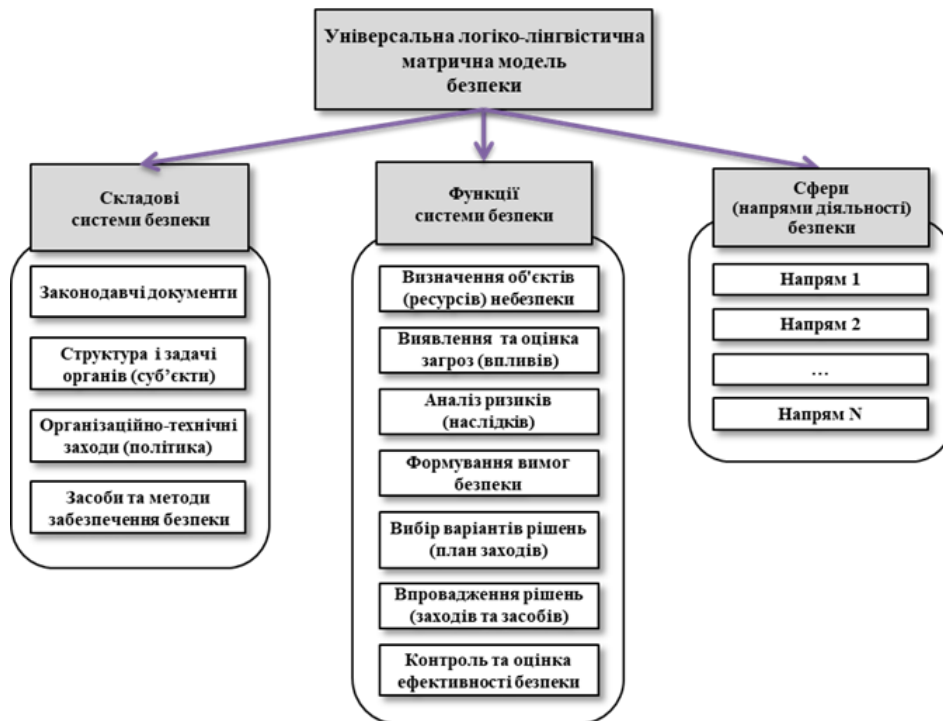 Універсальна логіко-лінгвістична
матрична модель
безпеки
Складові
системи безпеки
Законодавчі документи
Структура і задачі
органів (суб’єкти)
Організаційно-технічні
заходи (політика)
Засоби та методи
забезпечення безпеки
Функції
системи безпеки
Визначення об'єктів
(ресурсів) небезпеки
Виявлення та оцінка
загроз (впливів)
Аналіз ризиків
(наслідків)
Формування вимог
безпеки
Вибір варіантів рішень
(план заходів)
Впровадження рішень
(заходів та засобів)
Контроль та оцінка
ефективності безпеки
Сфери
(напрями діяльності)
безпеки
Напрям 1
Напрям 2
...
Напрям N